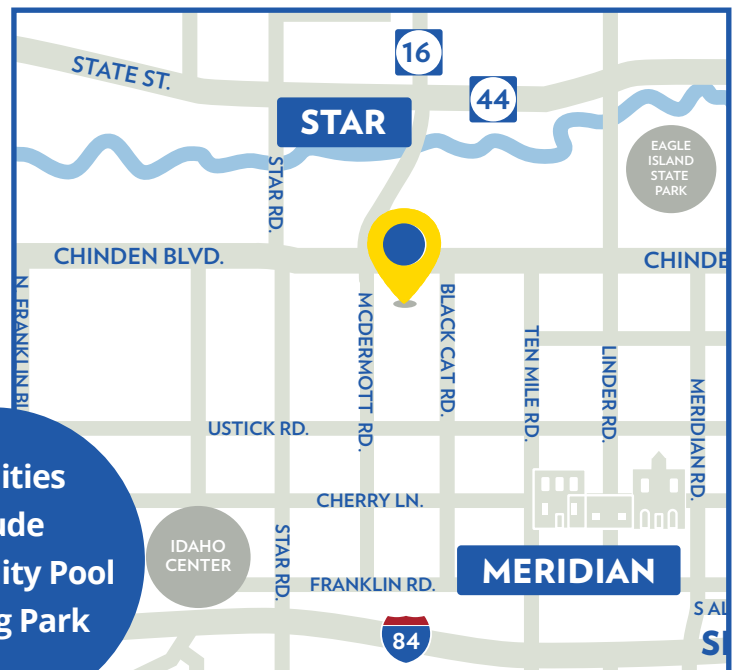 16
STATE ST.
44
STAR
EAGLE
ISLAND
STATE
PARK
STAR RD.
CHINDEN BLVD.
CHINDE
N FRANKLIN BL
MCDERMOTT RD.
BLACK CAT RD.
TEN MILE RD.
LINDER RD.
MERIDIAN RD.
USTICK RD.
ities
ude
ity Pool
g Park
CHERRY LN.
IDAHO
CENTER
STAR RD.
FRANKLIN RD.
MERIDIAN
84
S AL